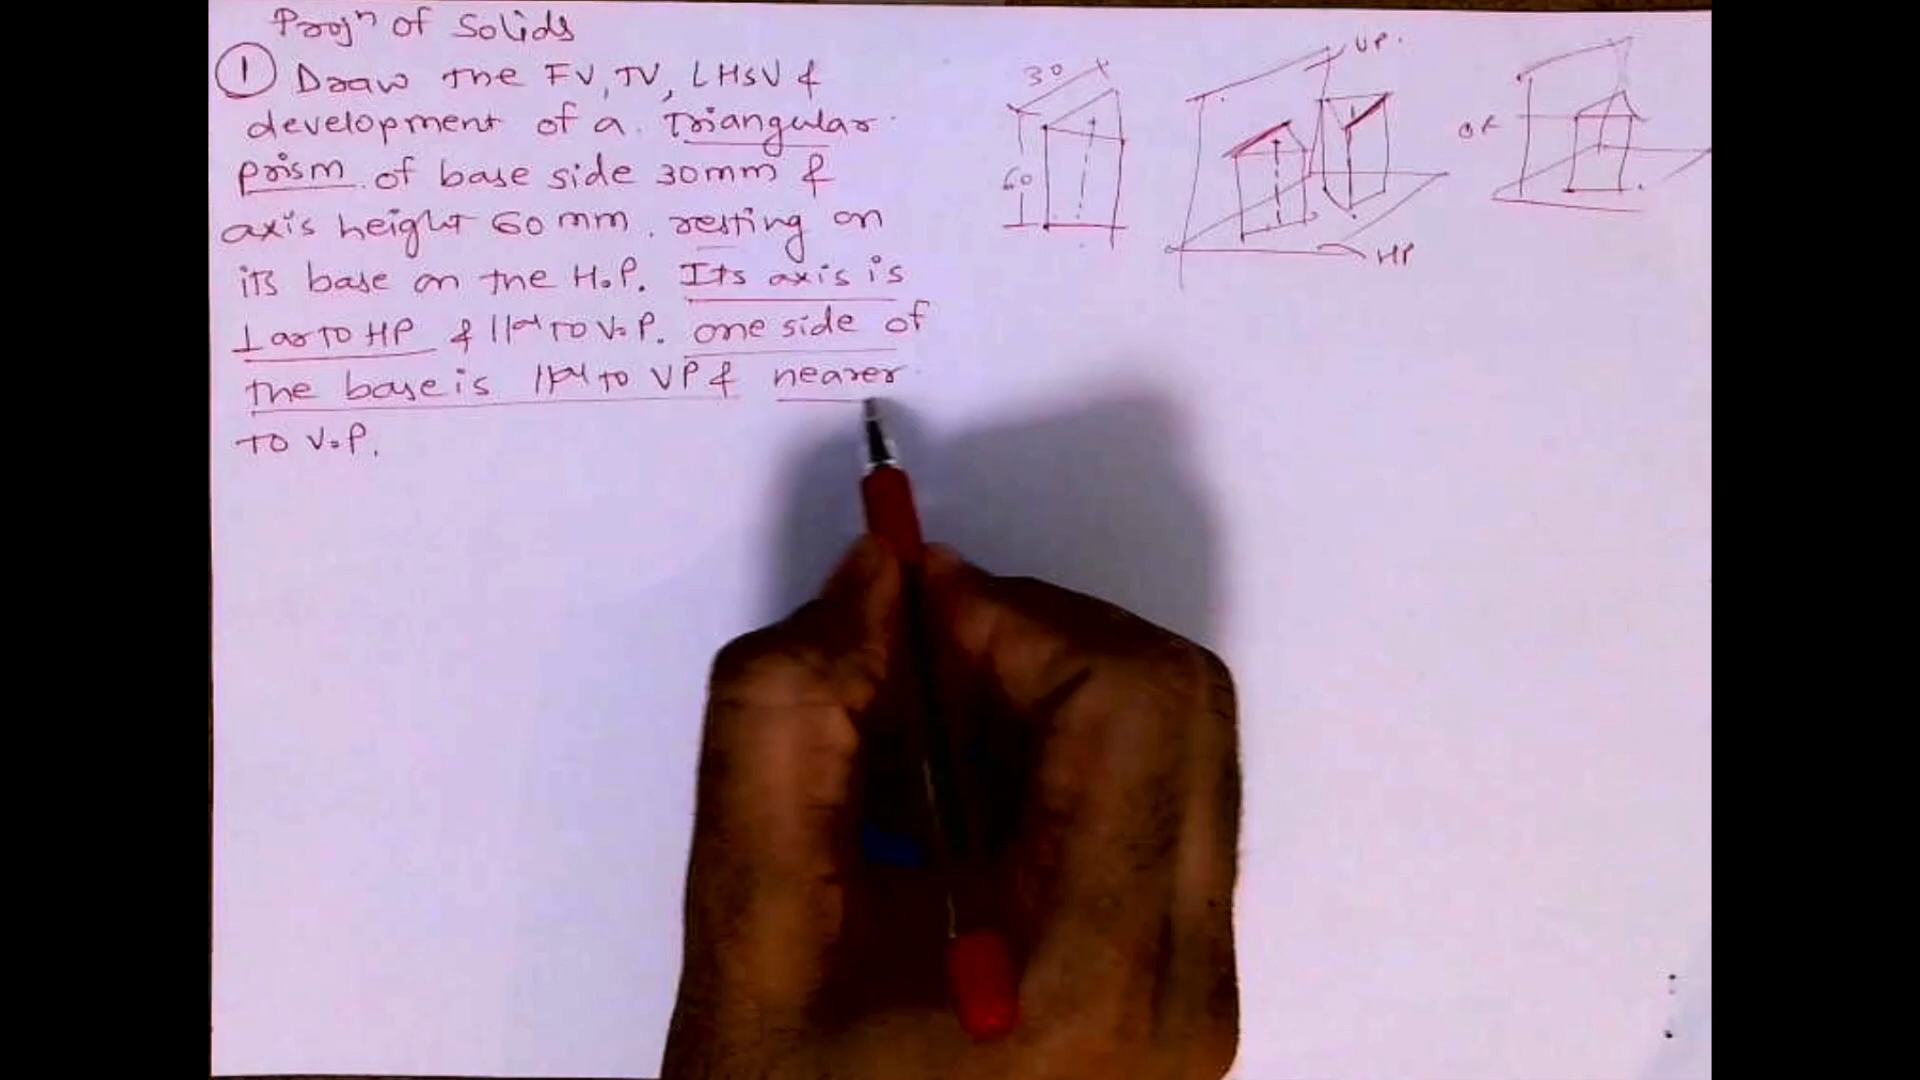 Projⁿ of Solids
① Draw the FV, TV, LHSV &
development of a Triangular
prism of base side 30mm &
axis height 60 mm. resting on
its base on the H.P. Its axis is
⊥ar to HP & ||el to V.P. one side of
the base is ||el to VP & nearer
to V.P.
30
60
VP.
HP
or